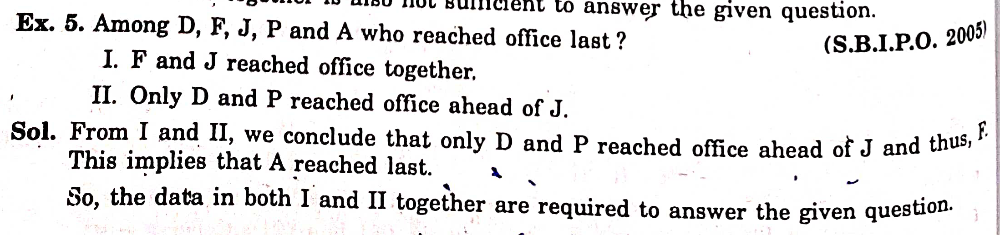 is also not sufficient to answer the given question.
Ex. 5. Among D, F, J, P and A who reached office last ?
(S.B.I.P.O. 2005)
I. F and J reached office together.
II. Only D and P reached office ahead of J.
Sol. From I and II, we conclude that only D and P reached office ahead of J and thus, F.
This implies that A reached last.
So, the data in both I and II together are required to answer the given question.